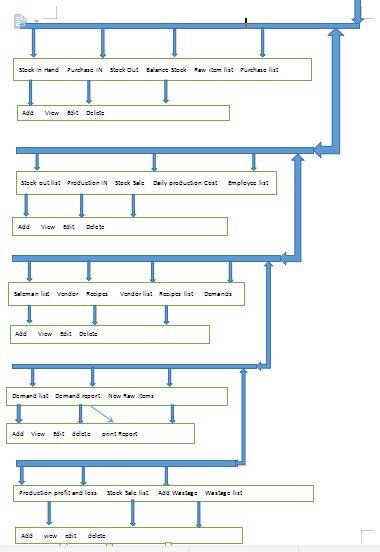 Stock in Hand Purchase IN Stock Out Balance Stock Raw item list Purchase list
Add View Edit Delete
Stock out list Production IN Stock Sale Daily production Cost Employee list
Add View Edit Delete
Saleman list Vendor Recipes Vendor list Recipes list Demands
Add View Edit Delete
Demand list Demand report New Raw items
Add View Edit delete print Report
Production profit and loss Stock Sale list Add Wastage Wastage list
Add view edit delete